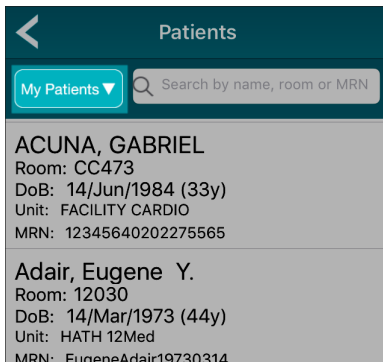 Patients
My Patients ▼ Search by name, room or MRN
ACUNA, GABRIEL
Room: CC473
DoB: 14/Jun/1984 (33y)
Unit: FACILITY CARDIO
MRN: 12345640202275565
Adair, Eugene Y.
Room: 12030
DoB: 14/Mar/1973 (44y)
Unit: HATH 12Med
MRN: EugeneAdair19730314